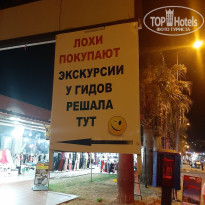 TOP HOTELS
ФОТО ТУРИСТА
ЛОХИ
ПОКУПАЮТ
ЭКСКУРСИИ
У ГИДОВ
РЕШАЛА
ТУТ